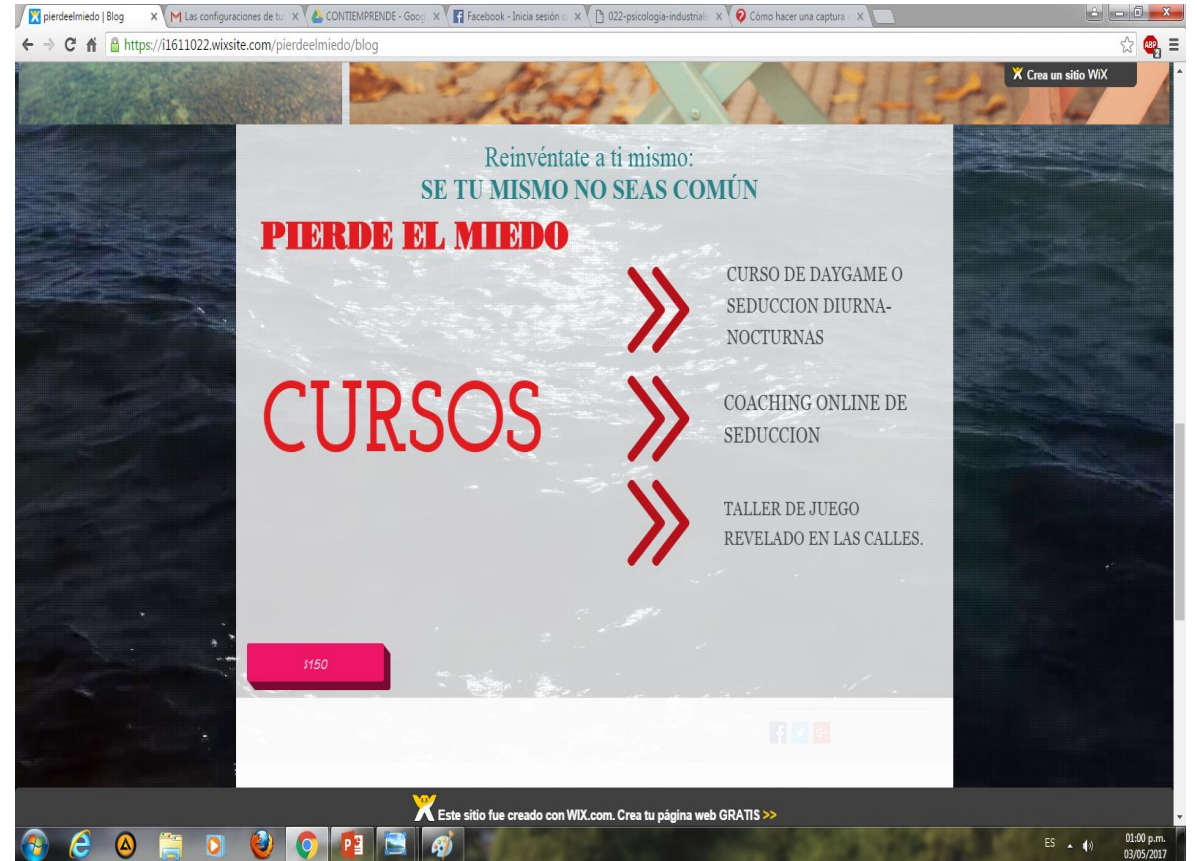 pierdeelmiedo | Blog
Las configuraciones de tu
CONTIEMPRENDE - Goog
Facebook - Inicia sesión o
022-psicologia-industrial
Cómo hacer una captura
https://i1611022.wixsite.com/pierdeelmiedo/blog
ABP
2
Crea un sitio WiX
Reinvéntate a ti mismo:
SE TU MISMO NO SEAS COMÚN
PIERDE EL MIEDO
CURSO DE DAYGAME O
SEDUCCION DIURNA-
NOCTURNAS
CURSOS
COACHING ONLINE DE
SEDUCCION
TALLER DE JUEGO
REVELADO EN LAS CALLES.
$150
Este sitio fue creado con WIX.com. Crea tu página web GRATIS >>
ES
01:00 p.m.
03/05/2017